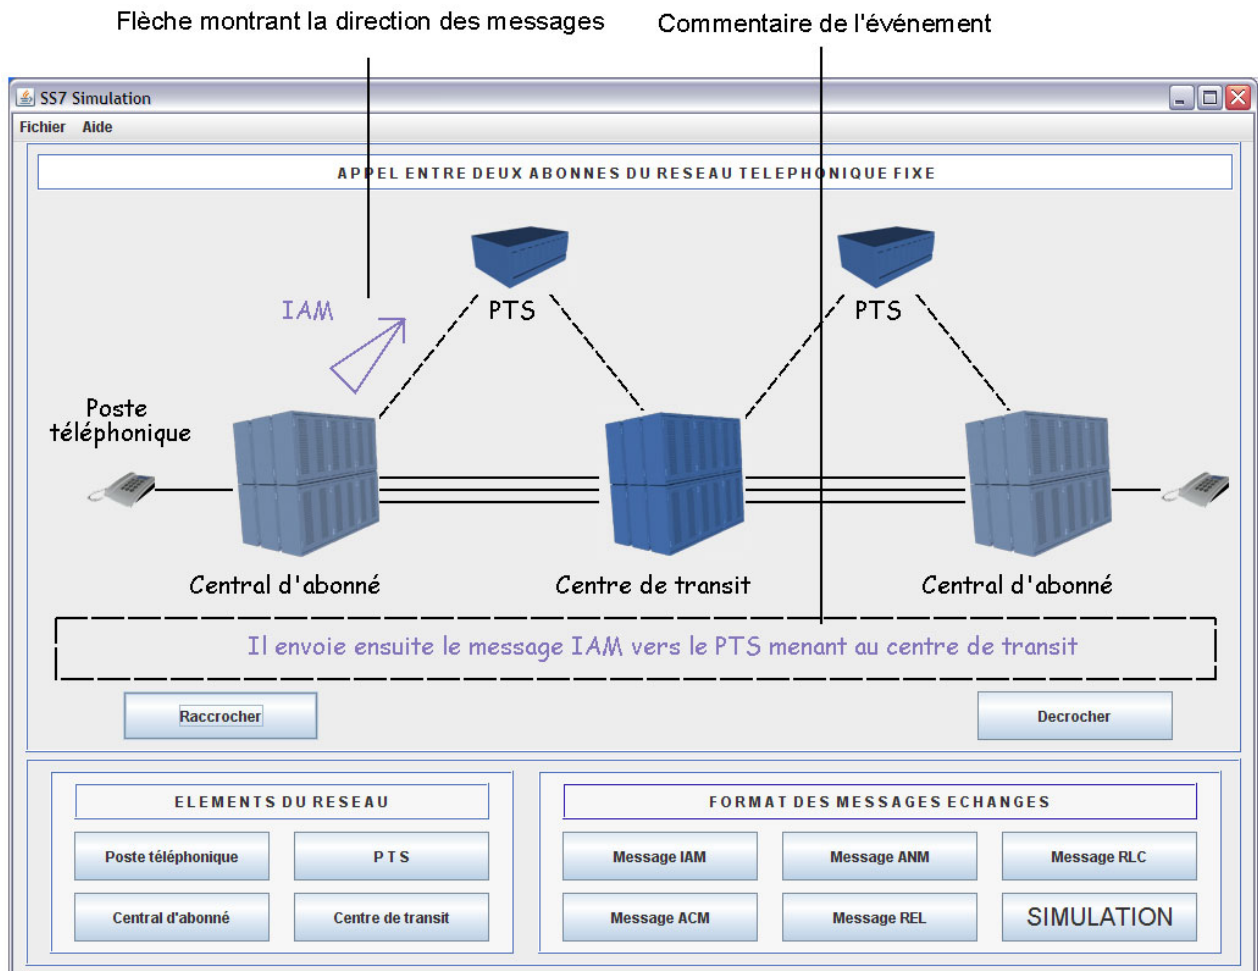 Flèche montrant la direction des messages
Commentaire de l'événement
SS7 Simulation
Fichier Aide
APPEL ENTRE DEUX ABONNES DU RESEAU TELEPHONIQUE FIXE
IAM
PTS
PTS
Poste
téléphonique
Central d'abonné
Centre de transit
Central d'abonné
Il envoie ensuite le message IAM vers le PTS menant au centre de transit
Raccrocher
Decrocher
ELEMENTS DU RESEAU
FORMAT DES MESSAGES ECHANGES
Poste téléphonique
P T S
Message IAM
Message ANM
Message RLC
Central d'abonné
Centre de transit
Message ACM
Message REL
SIMULATION